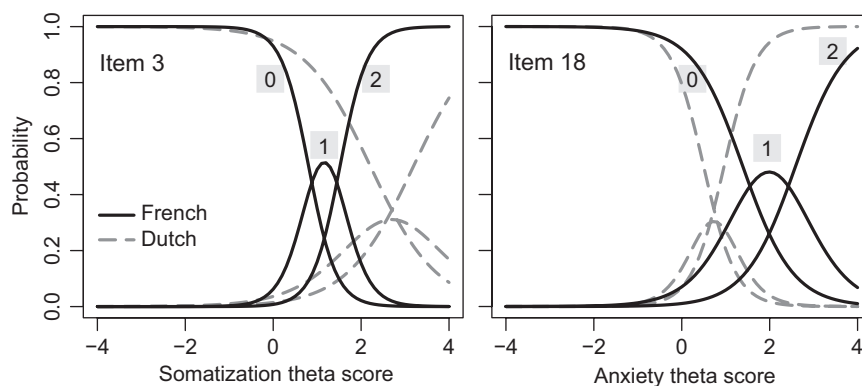 Item 3
Item 18
0
2
1
0
2
1
Probability
1.0
0.8
0.6
0.4
0.2
0.0
French
Dutch
−4 −2 0 2 4
−4 −2 0 2 4
Somatization theta score
Anxiety theta score